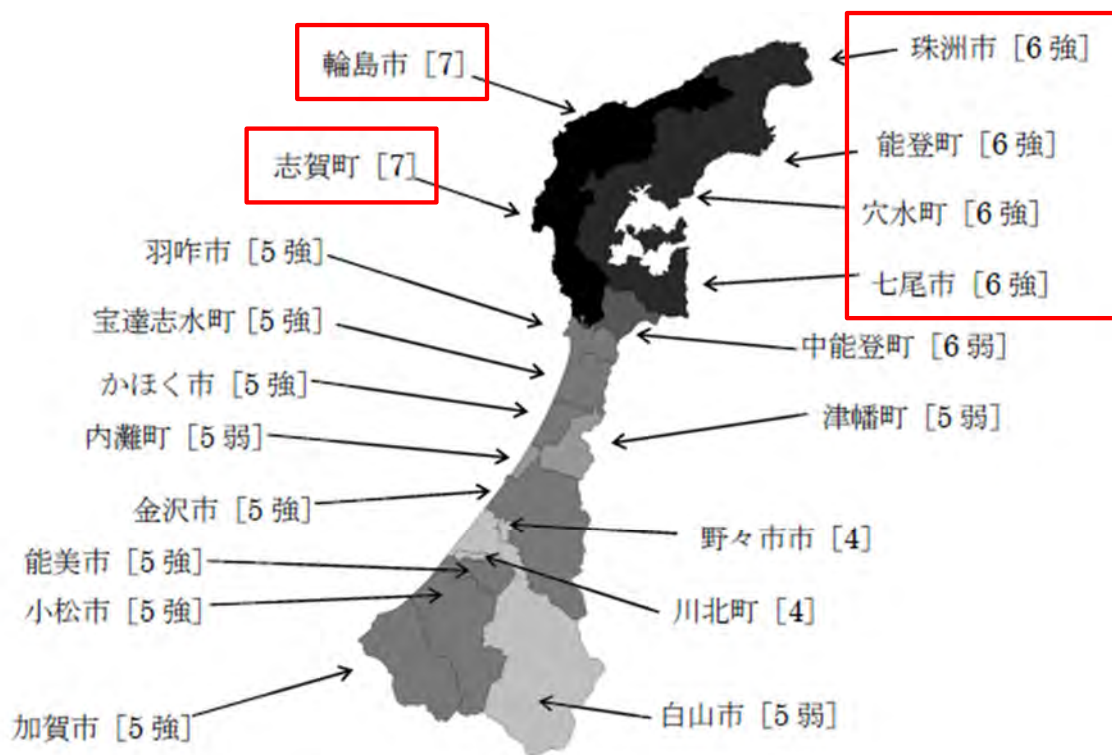 輪島市［7］
志賀町［7］
羽咋市［5 強］
宝達志水町［5 強］
かほく市［5 強］
内灘町［5 弱］
金沢市［5 強］
能美市［5 強］
小松市［5 強］
加賀市［5 強］
珠洲市［6 強］
能登町［6 強］
穴水町［6 強］
七尾市［6 強］
中能登町［6 弱］
津幡町［5 弱］
野々市市［4］
川北町［4］
白山市［5 弱］